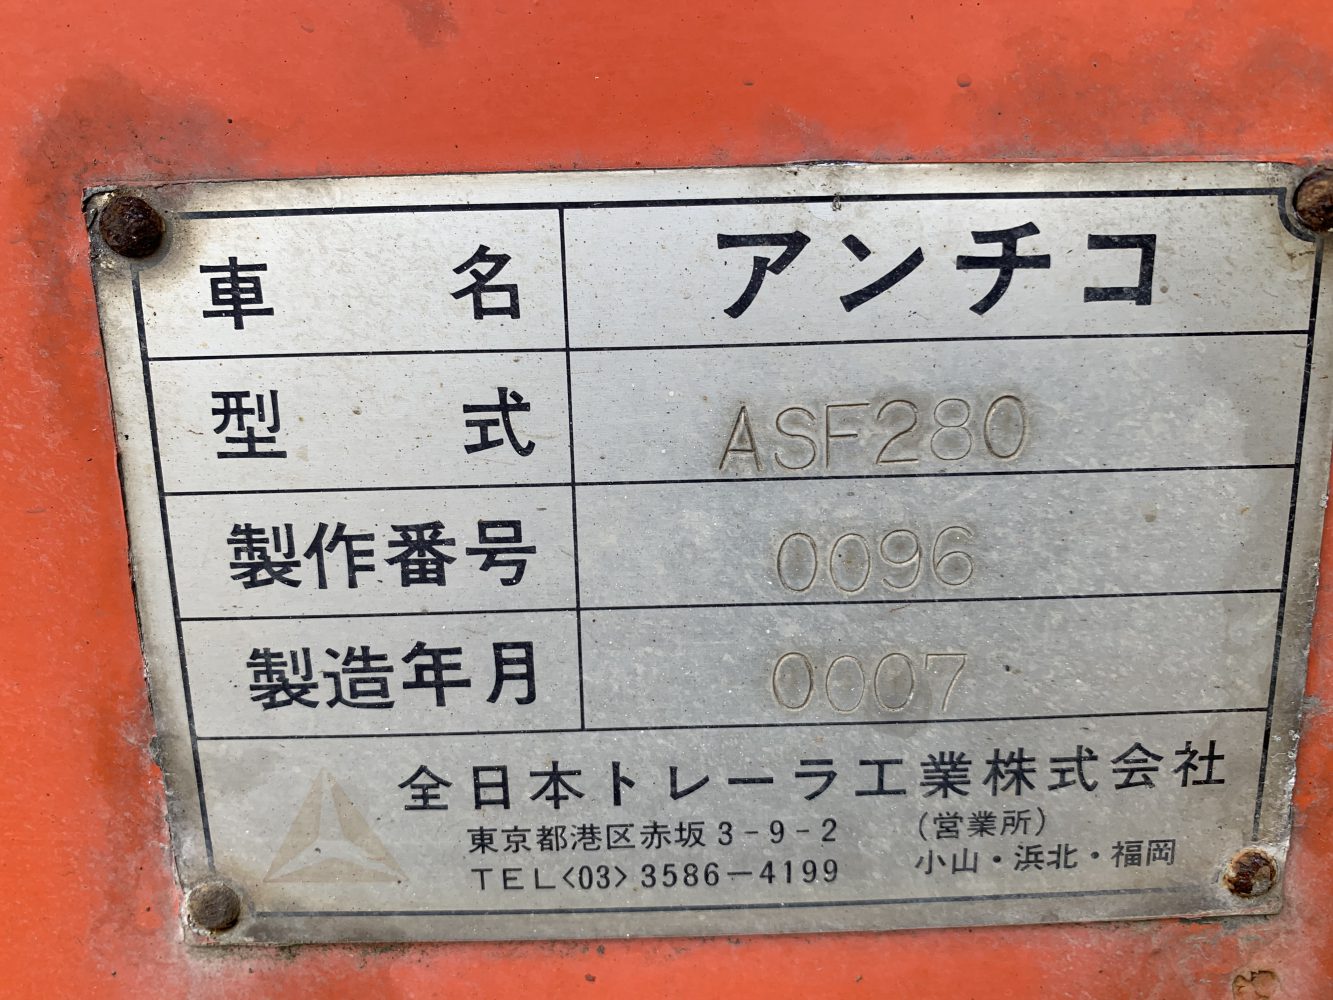 車名 アンチコ
型式 ASF280
製作番号 0096
製造年月 0007
全日本トレーラ工業株式会社
東京都港区赤坂3-9-2 (営業所)
TEL<03>3586-4199 小山・浜北・福岡